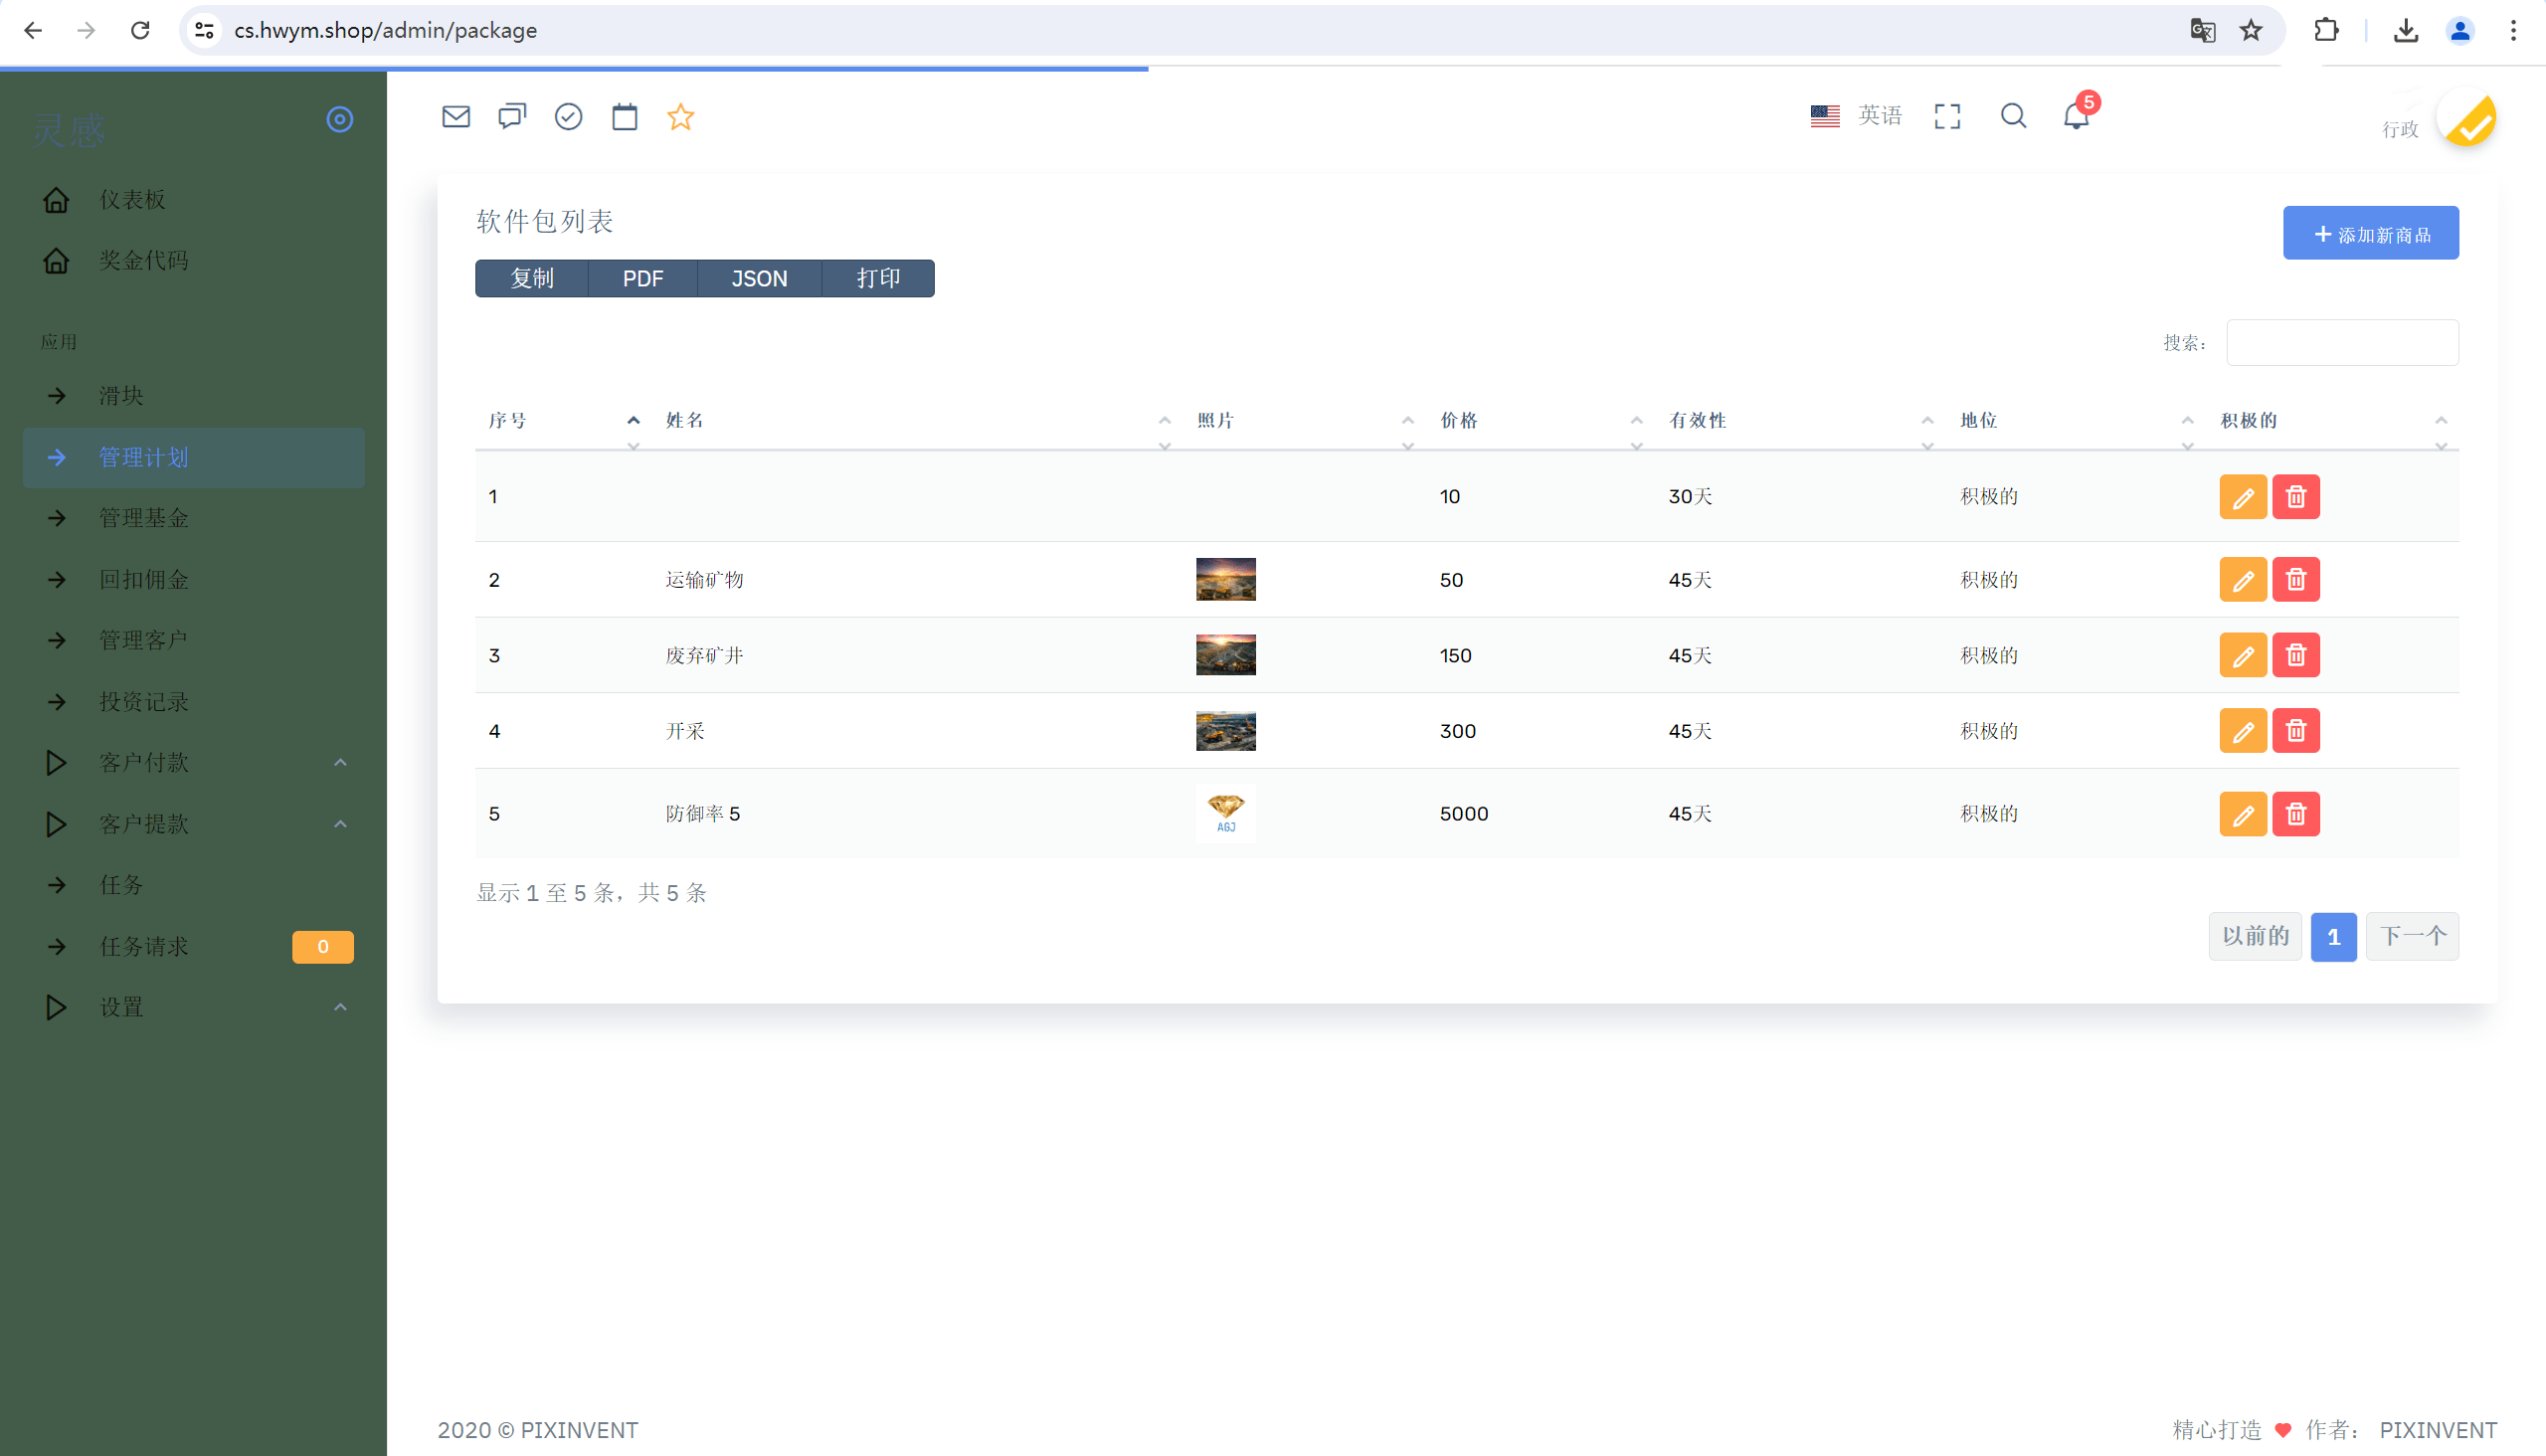 cs.hwym.shop/admin/package
灵感
英语
5
行政
仪表板
奖金代码
应用
滑块
管理计划
管理基金
回扣佣金
管理客户
投资记录
客户付款
客户提款
任务
任务请求 0
设置
软件包列表
+ 添加新商品
复制 PDF JSON 打印
搜索:
序号 姓名 照片 价格 有效性 地位 积极的
1 10 30天 积极的
2 运输矿物 50 45天 积极的
3 废弃矿井 150 45天 积极的
4 开采 300 45天 积极的
5 防御率 5 AGJ 5000 45天 积极的
显示 1 至 5 条，共 5 条
以前的 1 下一个
2020 © PIXINVENT
精心打造 ♥ 作者： PIXINVENT